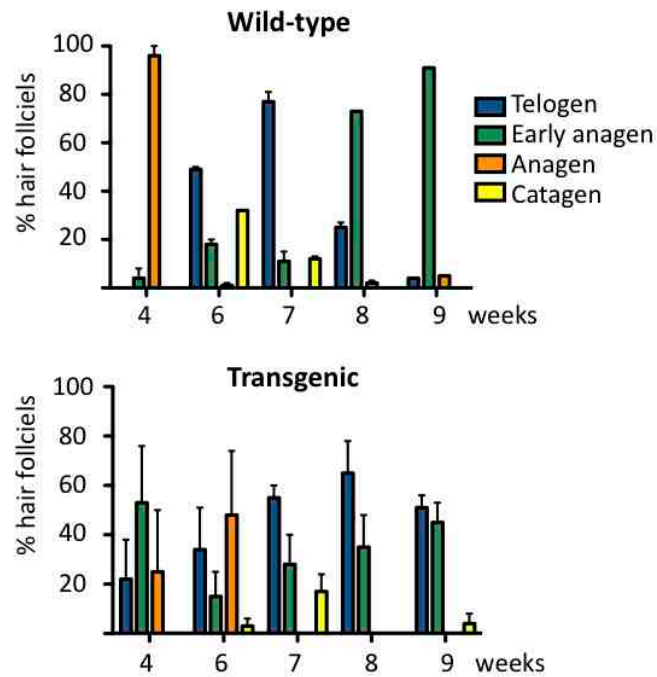 Wild-type
100
80
60
40
20
% hair follciels
4 6 7 8 9 weeks
Telogen
Early anagen
Anagen
Catagen
Transgenic
100
80
60
40
20
% hair follciels
4 6 7 8 9 weeks